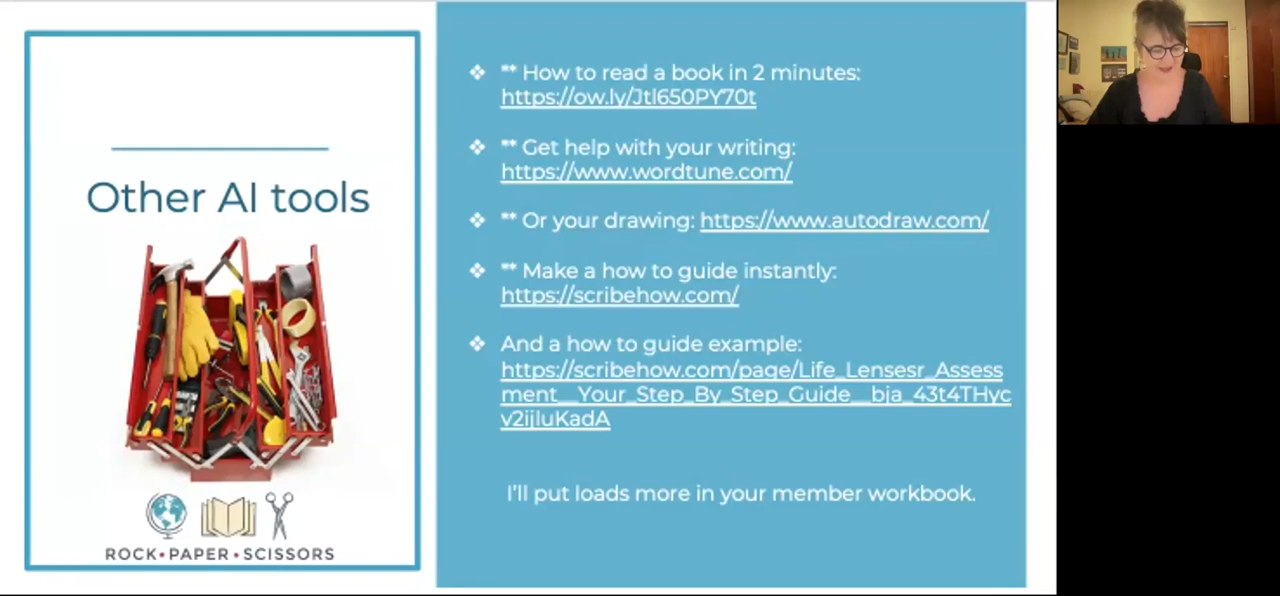 Other AI tools
ROCK•PAPER•SCISSORS
** How to read a book in 2 minutes:
https://ow.ly/Jtl650PY70t
** Get help with your writing:
https://www.wordtune.com/
** Or your drawing: https://www.autodraw.com/
** Make a how to guide instantly:
https://scribehow.com/
And a how to guide example:
https://scribehow.com/page/Life_Lensesr_Assess
ment__Your_Step_By_Step_Guide__bja_43t4THyc
v2ijluKadA
I'll put loads more in your member workbook.